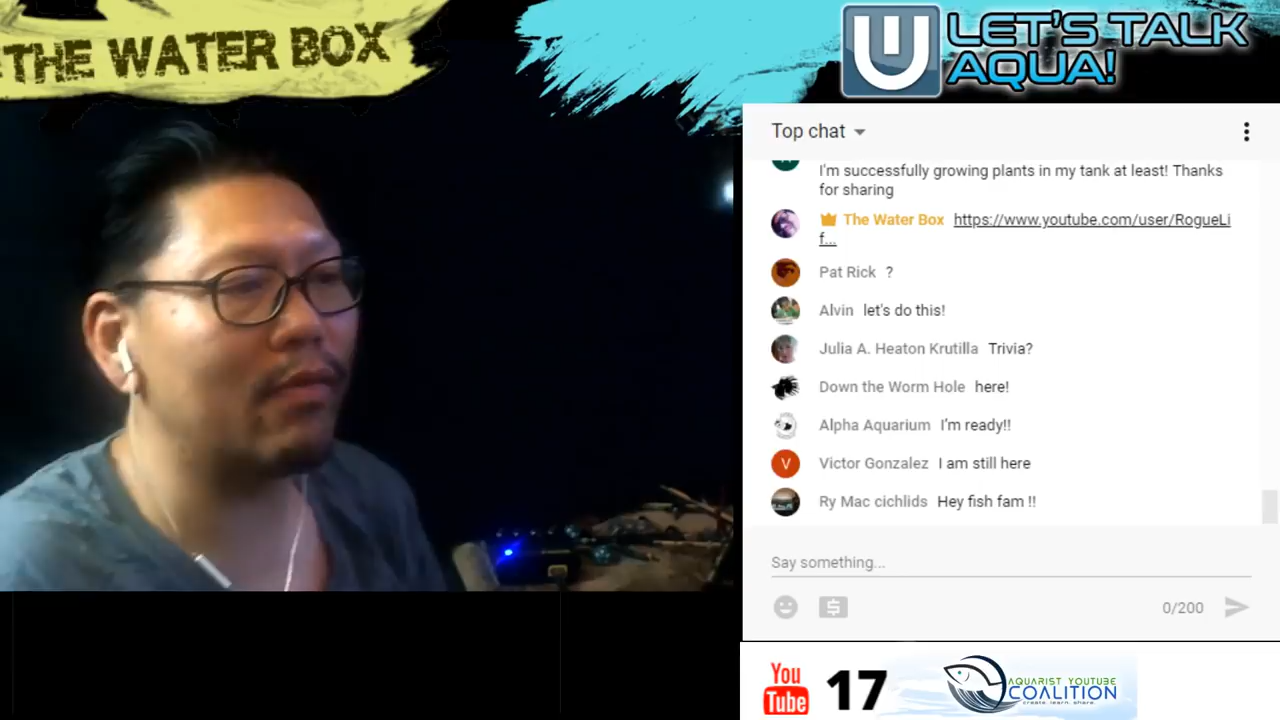 THE WATER BOX
LET'S TALK
AQUA!
Top chat
I'm successfully growing plants in my tank at least! Thanks
for sharing
The Water Box https://www.youtube.com/user/RogueLi
f...
Pat Rick ?
Alvin let's do this!
Julia A. Heaton Krutilla Trivia?
Down the Worm Hole here!
Alpha Aquarium I'm ready!!
V
Victor Gonzalez I am still here
Ry Mac cichlids Hey fish fam !!
Say something...
0/200
You
Tube
17
AQUARIST YOUTUBE
COALITION
create. learn. share.